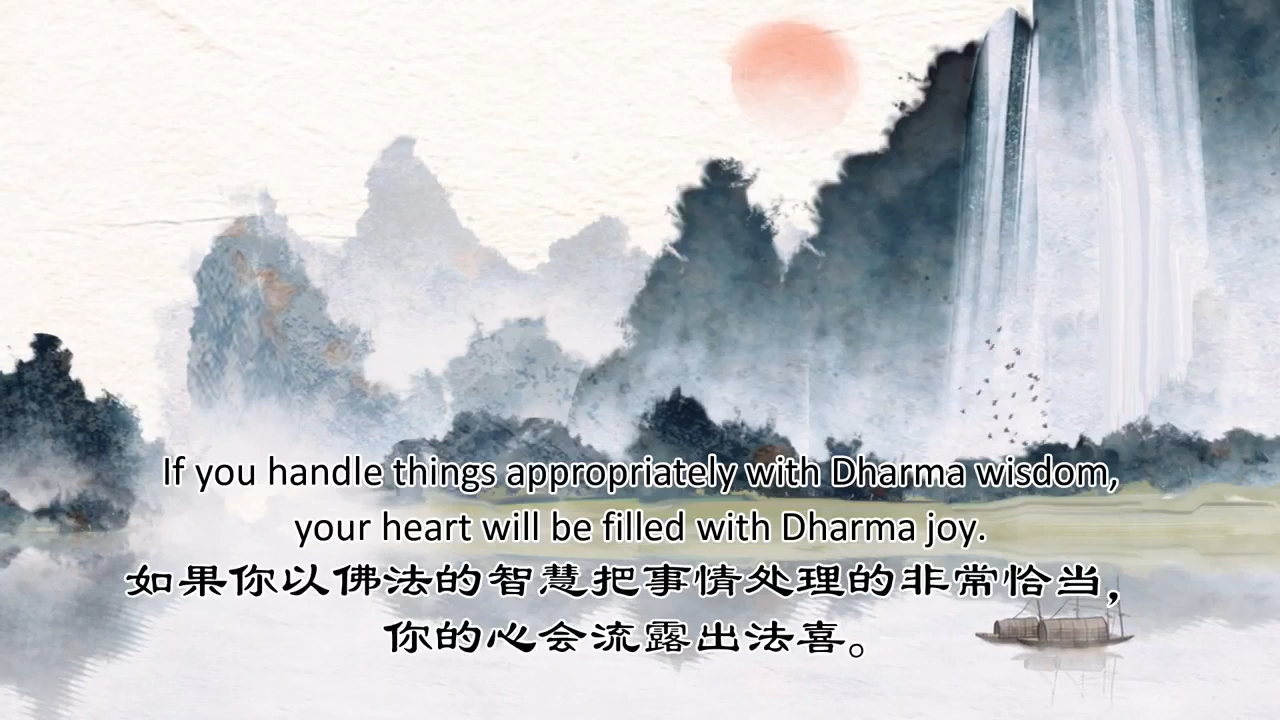 If you handle things appropriately with Dharma wisdom,
your heart will be filled with Dharma joy.
如果你以佛法的智慧把事情处理的非常恰当，
你的心会流露出法喜。